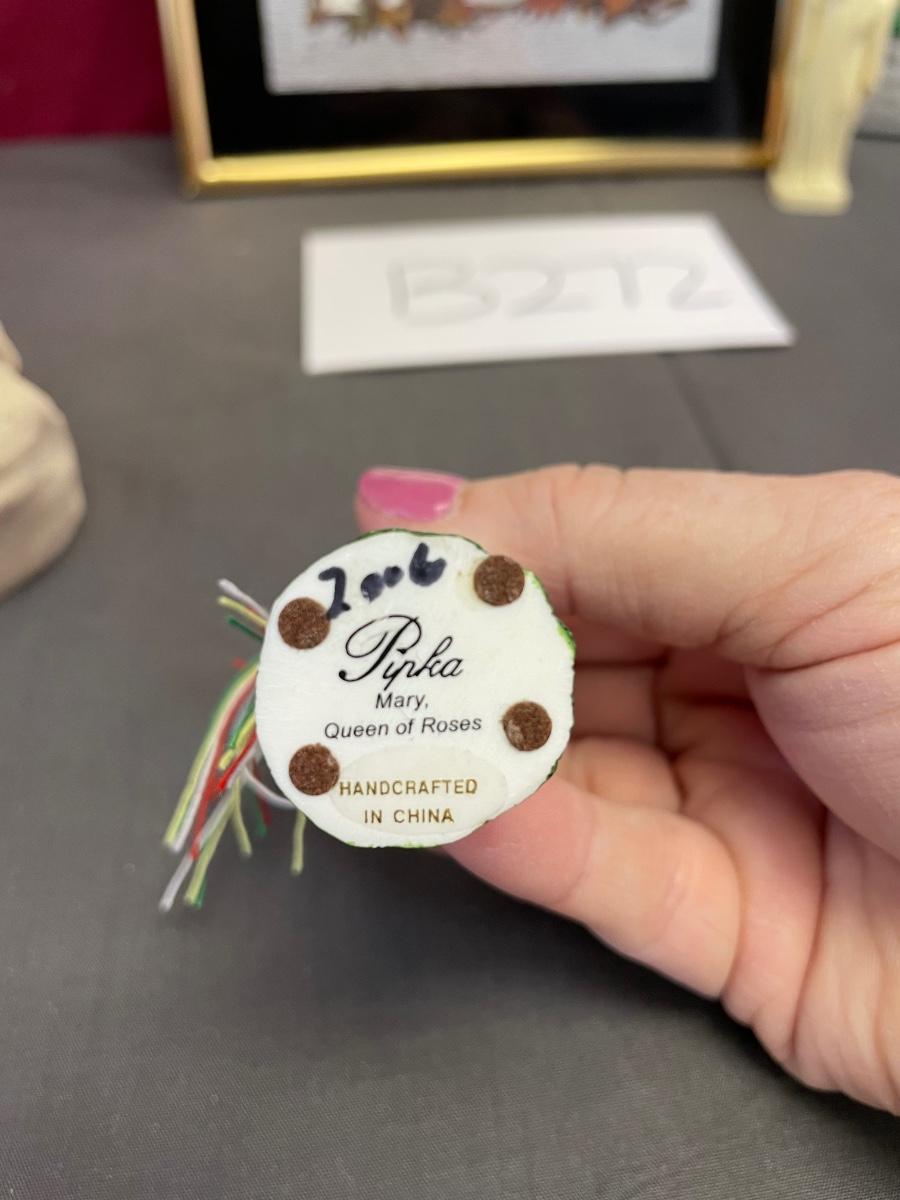 B272
2006
Pipka
Mary,
Queen of Roses
HANDCRAFTED
IN CHINA